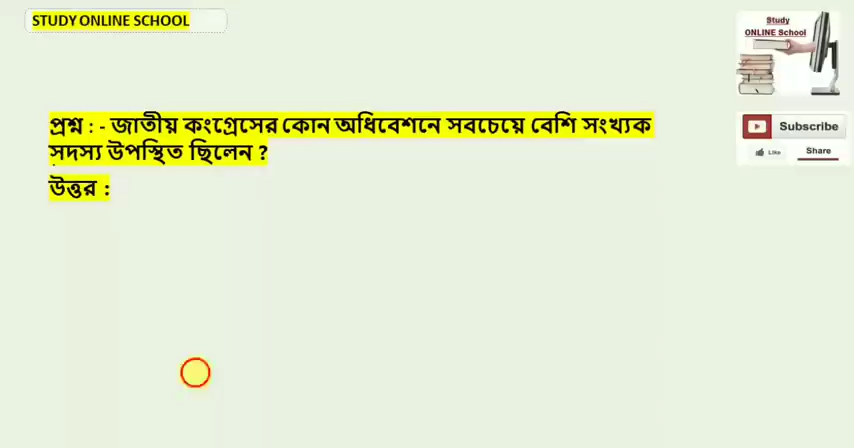 STUDY ONLINE SCHOOL
Study
ONLINE School
প্রশ্ন : - জাতীয় কংগ্রেসের কোন অধিবেশনে সবচেয়ে বেশি সংখ্যক
সদস্য উপস্থিত ছিলেন ?
উত্তর :
Subscribe
Like
Share